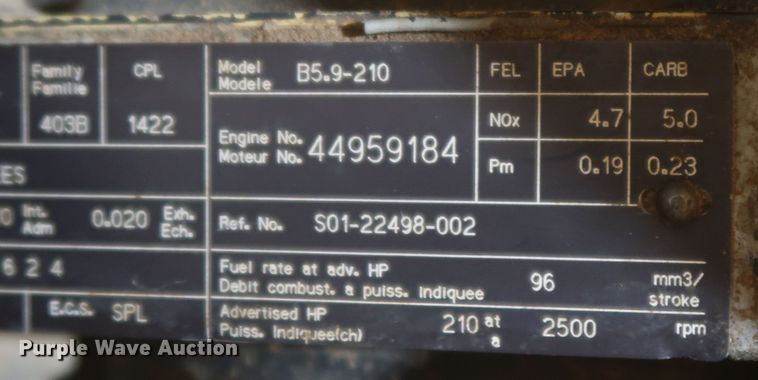 Family
Famille
CPL
403B
1422
Model
Modele
B5.9-210
Engine No.
Moteur No.
44959184
FEL
EPA
CARB
NOx
4.7
5.0
Pm
0.19
0.23
ES
0 Int.
Adm
0.020
Exh.
Ech.
Ref. No.
S01-22498-002
624
Fuel rate at adv. HP
Debit combust. a puiss. Indiquee
96
mm3/
stroke
E.C.S. SPL
Advertised HP
Puiss. Indiquee(ch)
210
at
a
2500
rpm
Purple Wave Auction